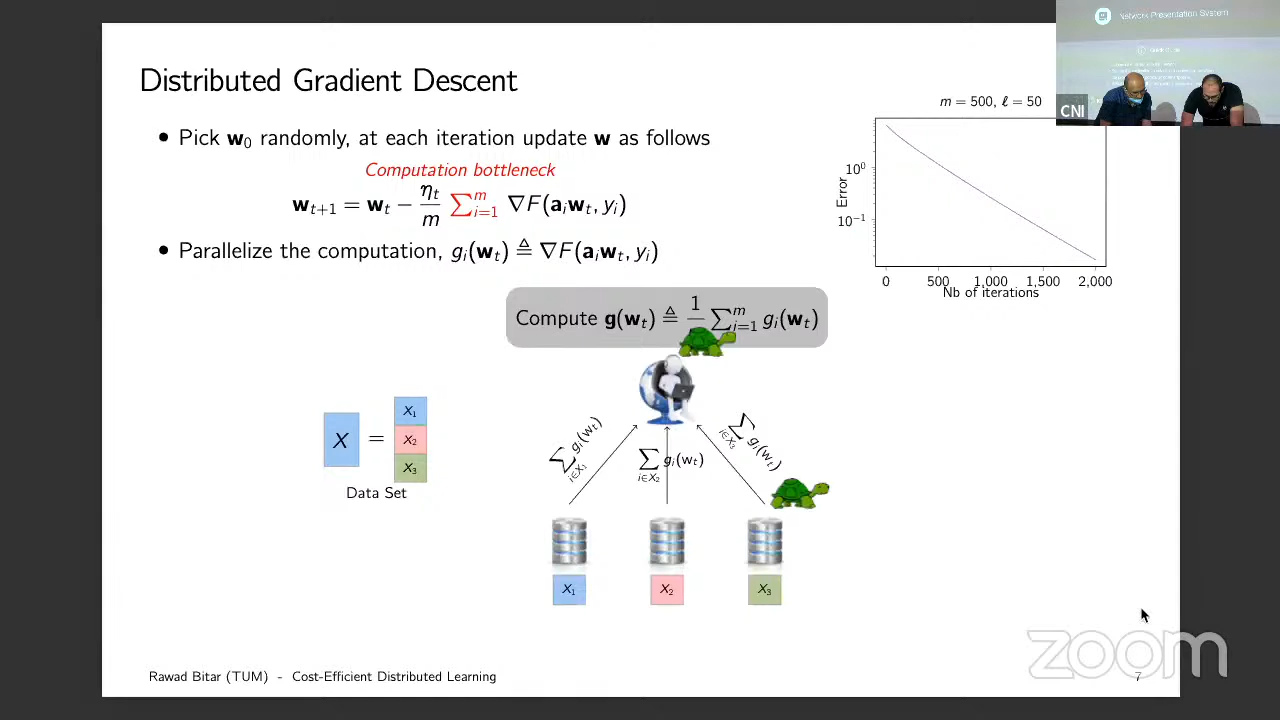 Network Presentation System
CNI
Distributed Gradient Descent
• Pick w₀ randomly, at each iteration update w as follows
Computation bottleneck
wₜ₊₁ = wₜ − ηₜ/m ∑ᵢ₌₁ᵐ ∇F(aᵢwₜ, yᵢ)
• Parallelize the computation, gᵢ(wₜ) ≜ ∇F(aᵢwₜ, yᵢ)
m = 500, ℓ = 50
Error
10⁰
10⁻¹
0 500 1,000 1,500 2,000
Nb of iterations
Compute g(wₜ) ≜ 1/m ∑ᵢ₌₁ᵐ gᵢ(wₜ)
X = X₁ X₂ X₃
Data Set
∑ᵢ∈X₁ gᵢ(wₜ)
∑ᵢ∈X₂ gᵢ(wₜ)
∑ᵢ∈X₃ gᵢ(wₜ)
X₁ X₂ X₃
Rawad Bitar (TUM) - Cost-Efficient Distributed Learning
7
zoom